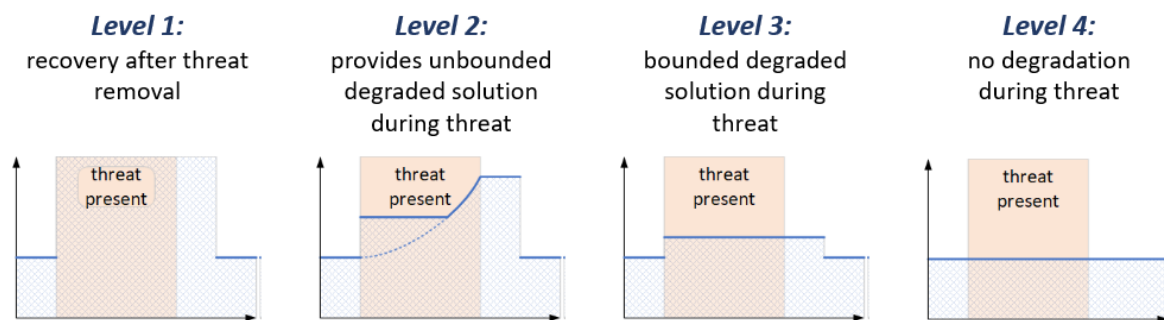 Level 1:
recovery after threat
removal
Level 2:
provides unbounded
degraded solution
during threat
Level 3:
bounded degraded
solution during
threat
Level 4:
no degradation
during threat
threat
present
threat
present
threat
present
threat
present